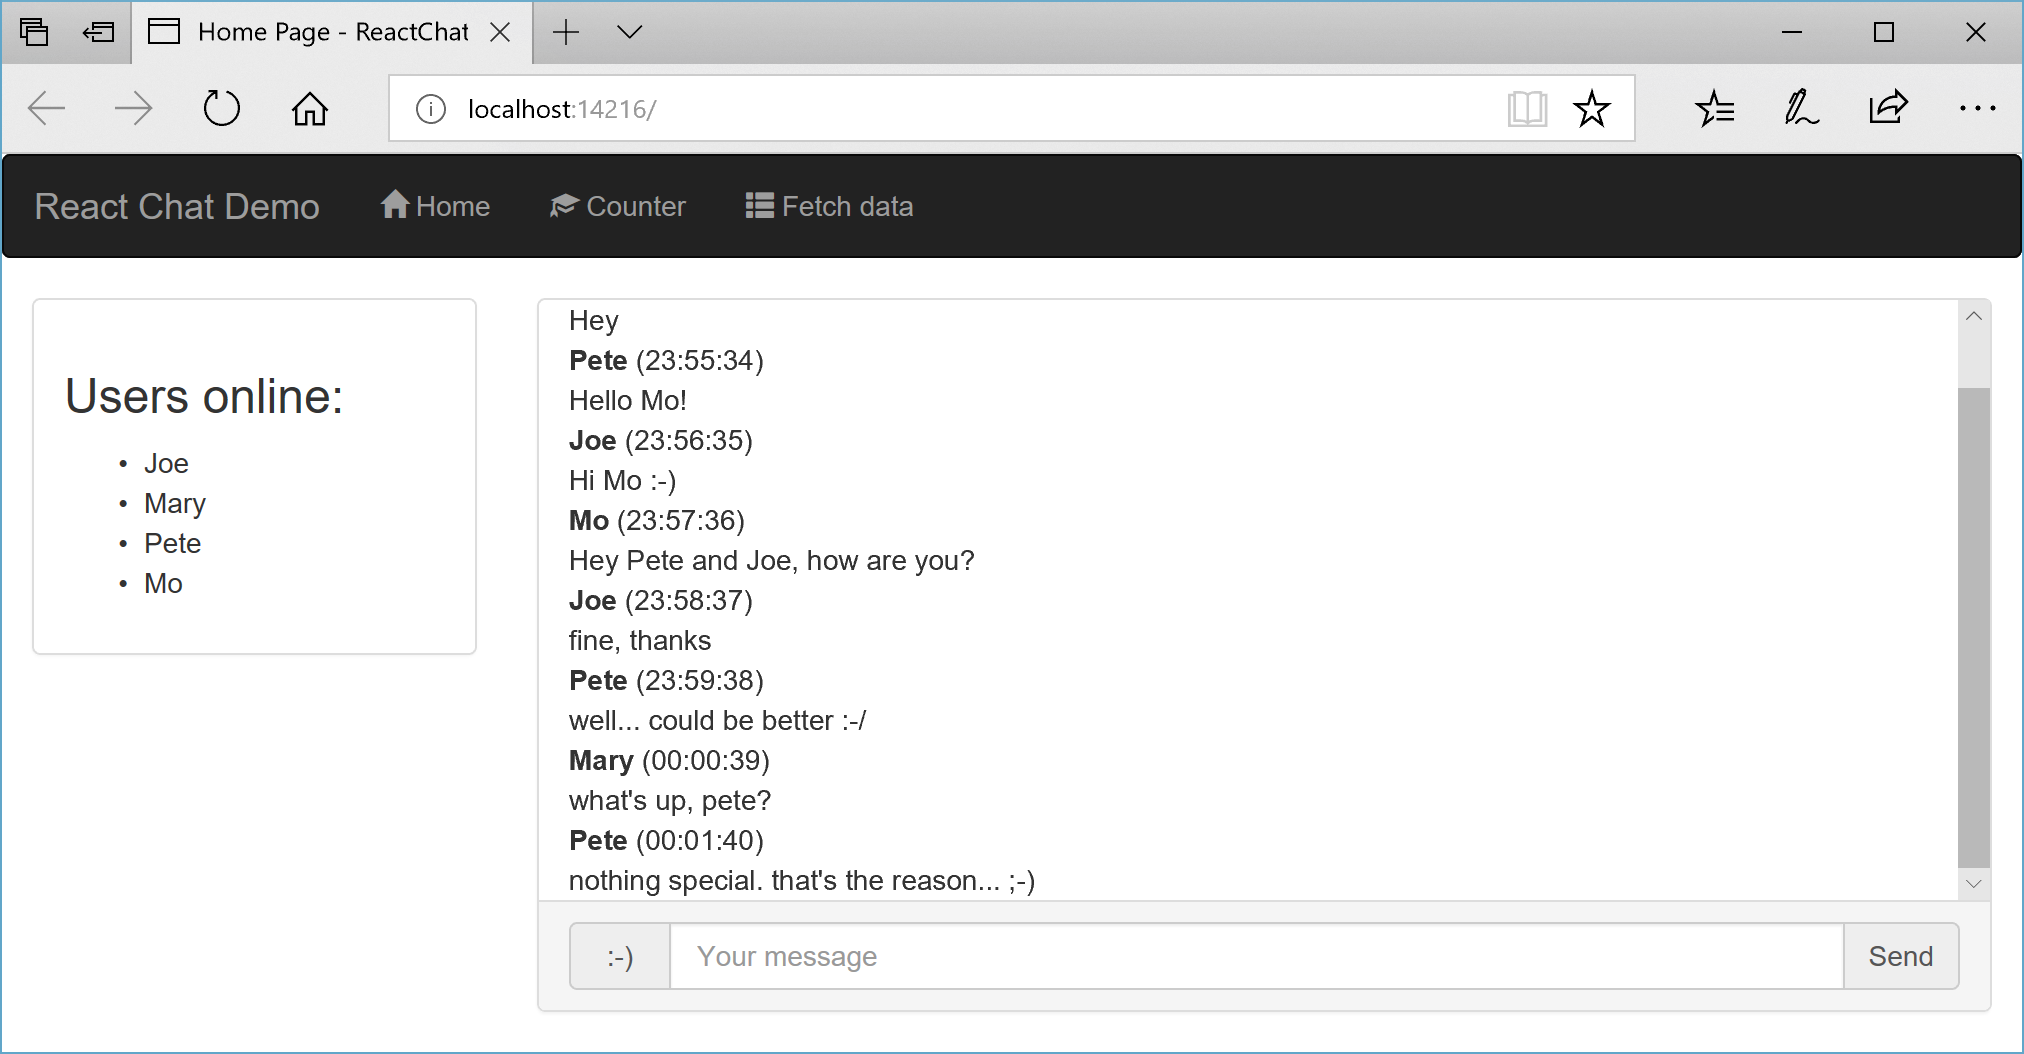 Home Page - ReactChat
localhost:14216/
React Chat Demo Home Counter Fetch data
Users online:
• Joe
• Mary
• Pete
• Mo
Hey
Pete (23:55:34)
Hello Mo!
Joe (23:56:35)
Hi Mo :-)
Mo (23:57:36)
Hey Pete and Joe, how are you?
Joe (23:58:37)
fine, thanks
Pete (23:59:38)
well... could be better :-/
Mary (00:00:39)
what's up, pete?
Pete (00:01:40)
nothing special. that's the reason... ;-)
:-) Your message Send